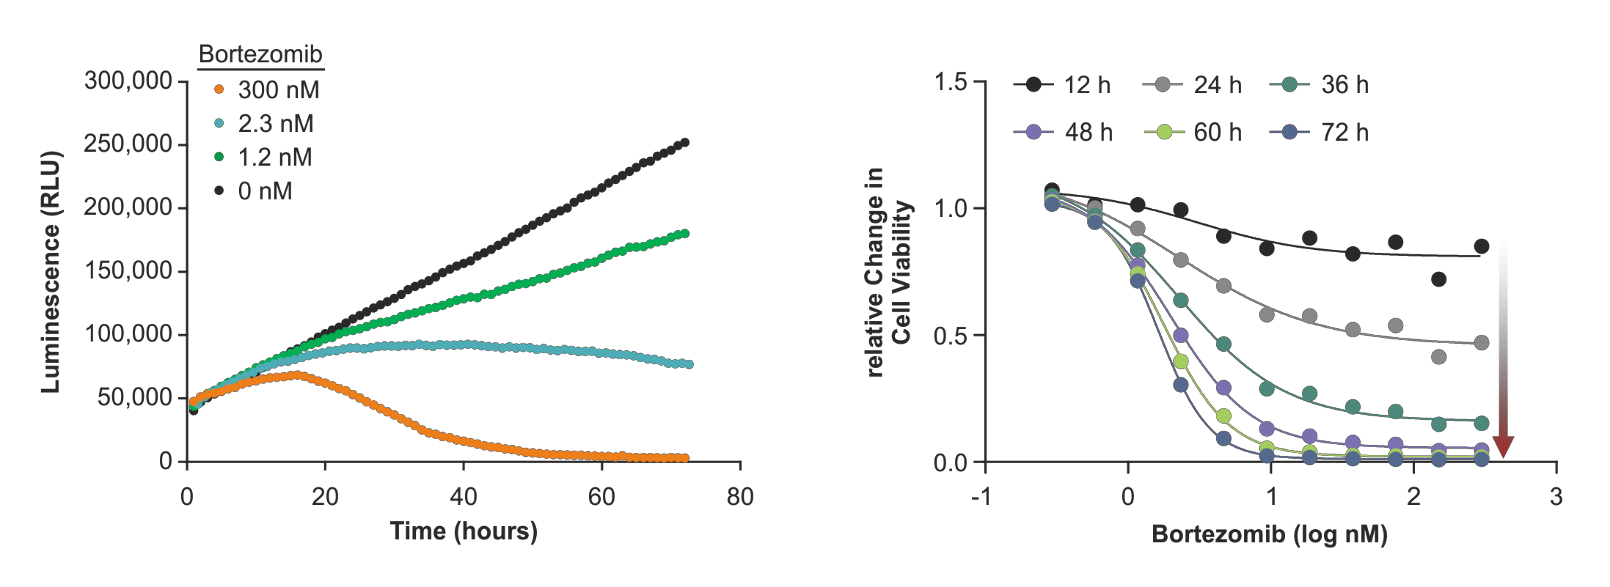 Bortezomib
300 nM
2.3 nM
1.2 nM
0 nM
300,000
250,000
200,000
150,000
100,000
50,000
0
Luminescence (RLU)
0 20 40 60 80
Time (hours)
12 h 24 h 36 h
48 h 60 h 72 h
1.5
1.0
0.5
0.0
relative Change in
Cell Viability
-1 0 1 2 3
Bortezomib (log nM)